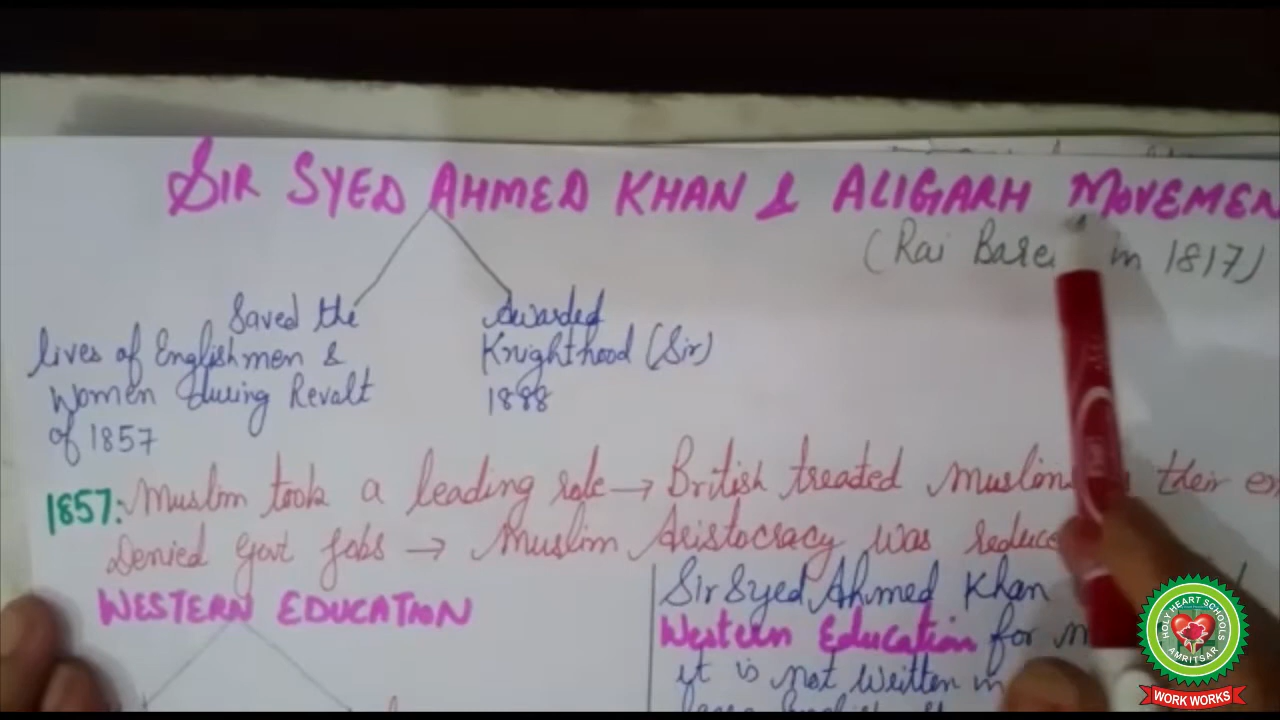 SIR SYED AHMED KHAN & ALIGARH MOVEMEN
(Rai Bare in 1817)
Saved the
lives of Englishmen &
Women during Revolt
of 1857
Awarded
Knighthood (Sir)
1888
1857: Muslim took a leading role → British treated muslim their
Denied Govt jobs → Muslim Aristocracy was
WESTERN EDUCATION
Sir Syed Ahmed Khan
Western Education for
it is not written in
HOLY HEART SCHOOLS
AMRITSAR
WORK WORKS